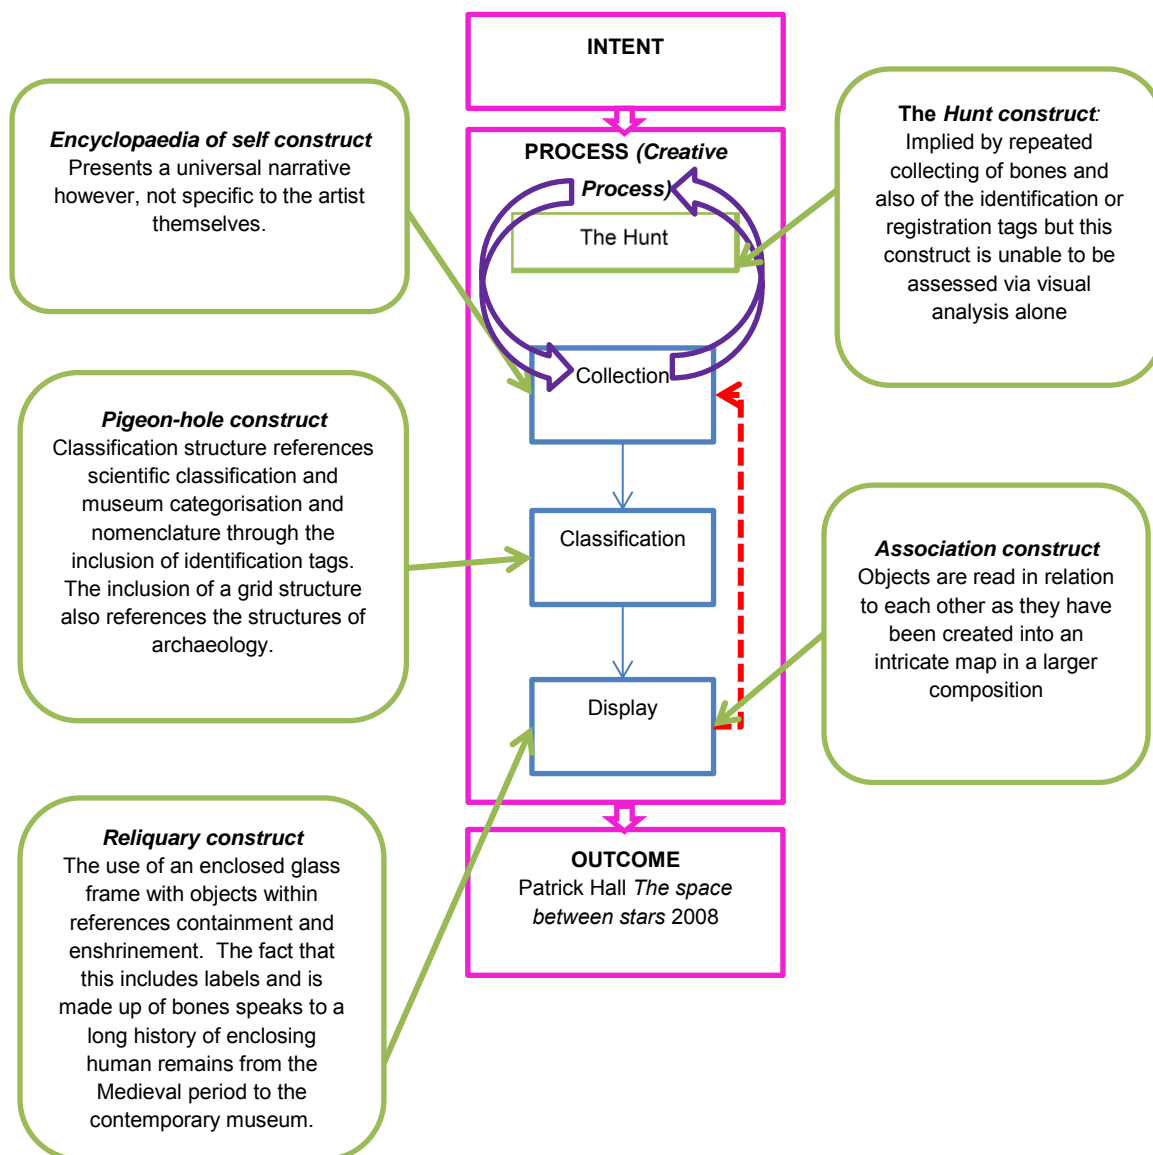 INTENT
Encyclopaedia of self construct
Presents a universal narrative
however, not specific to the artist
themselves.
PROCESS (Creative
Process)
The Hunt
The Hunt construct:
Implied by repeated
collecting of bones and
also of the identification or
registration tags but this
construct is unable to be
assessed via visual
analysis alone
Collection
Pigeon-hole construct
Classification structure references
scientific classification and
museum categorisation and
nomenclature through the
inclusion of identification tags.
The inclusion of a grid structure
also references the structures of
archaeology.
Classification
Association construct
Objects are read in relation
to each other as they have
been created into an
intricate map in a larger
composition
Display
Reliquary construct
The use of an enclosed glass
frame with objects within
references containment and
enshrinement.  The fact that
this includes labels and is
made up of bones speaks to a
long history of enclosing
human remains from the
Medieval period to the
contemporary museum.
OUTCOME
Patrick Hall The space
between stars 2008